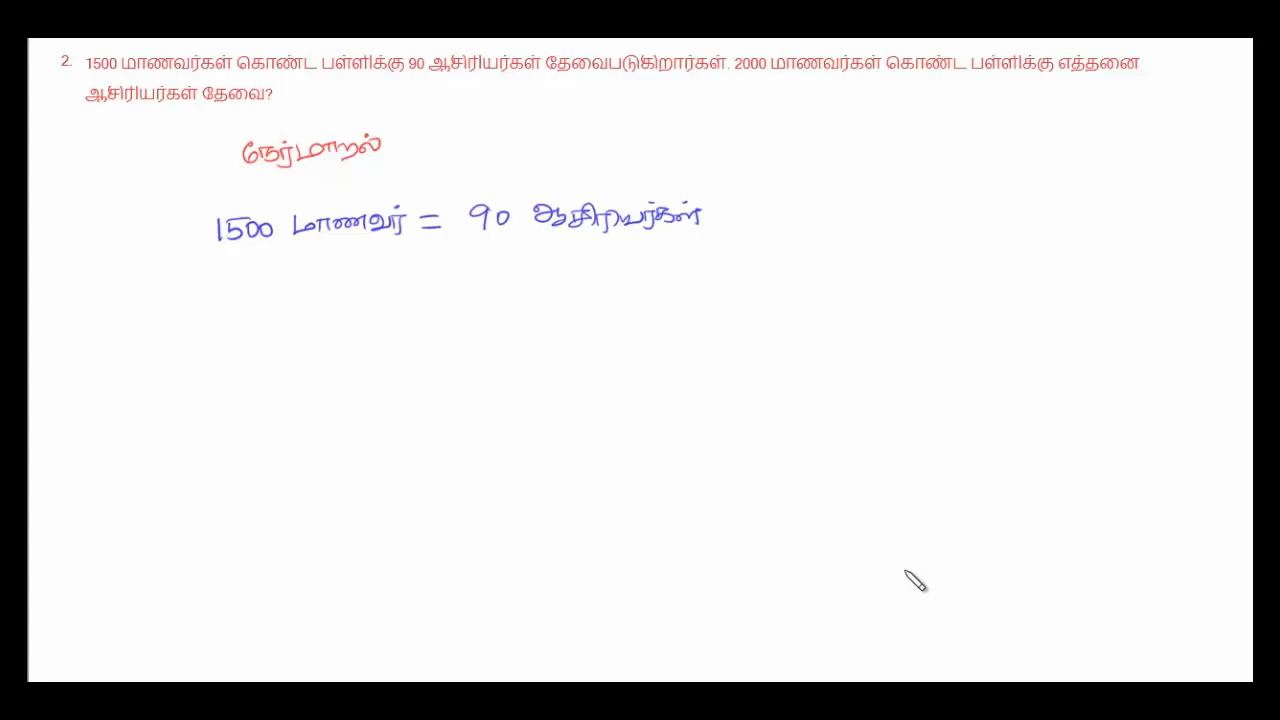 2. 1500 மாணவர்கள் கொண்ட பள்ளிக்கு 90 ஆசிரியர்கள் தேவைபடுகிறார்கள். 2000 மாணவர்கள் கொண்ட பள்ளிக்கு எத்தனை
ஆசிரியர்கள் தேவை?
நேர்மாறல்
1500 மாணவர் = 90 ஆசிரியர்கள்